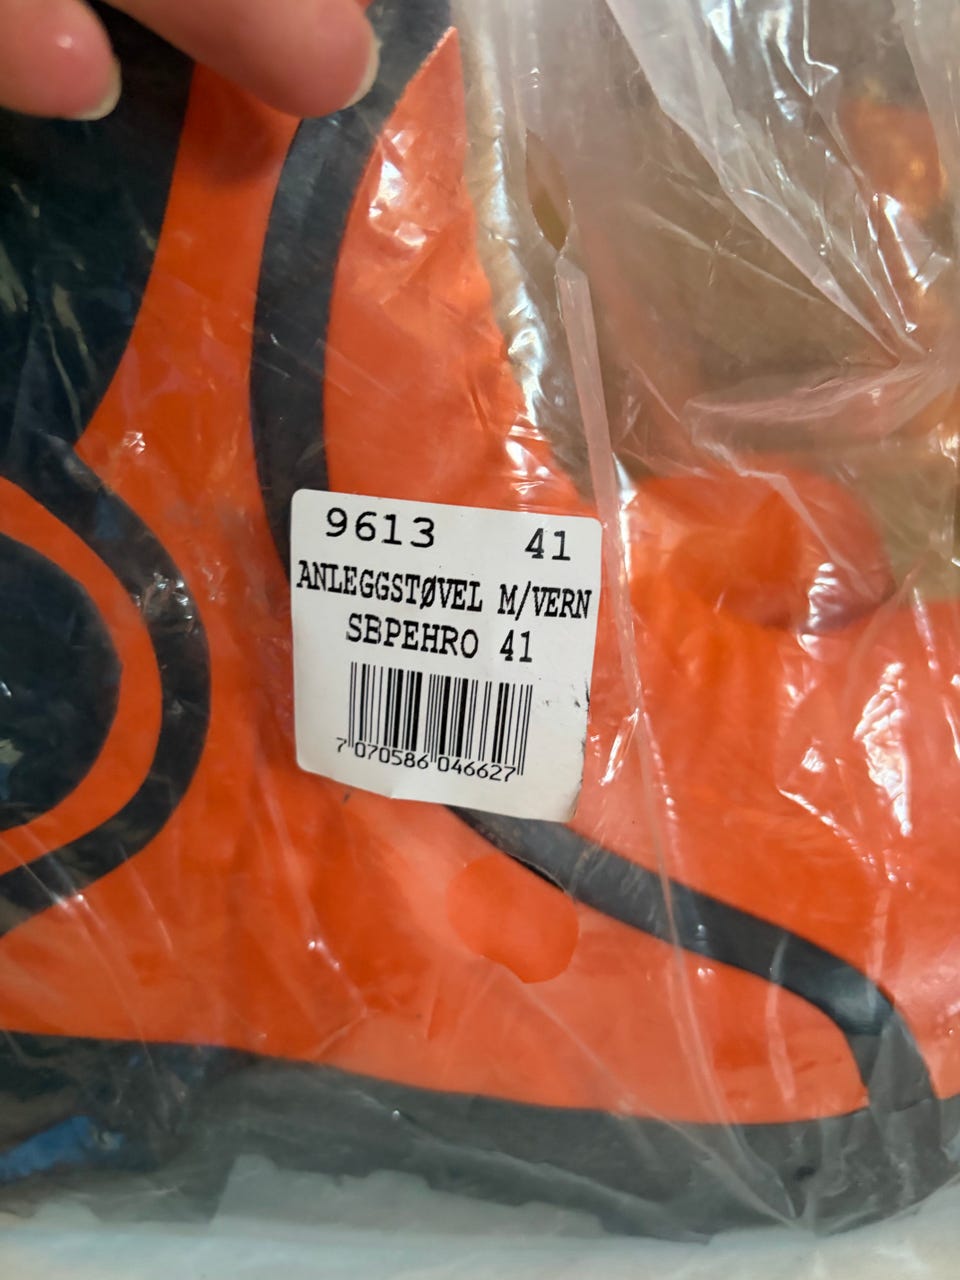 9613 41
ANLEGGSTØVEL M/VERN
SBPEHRO 41
7 070586 046627